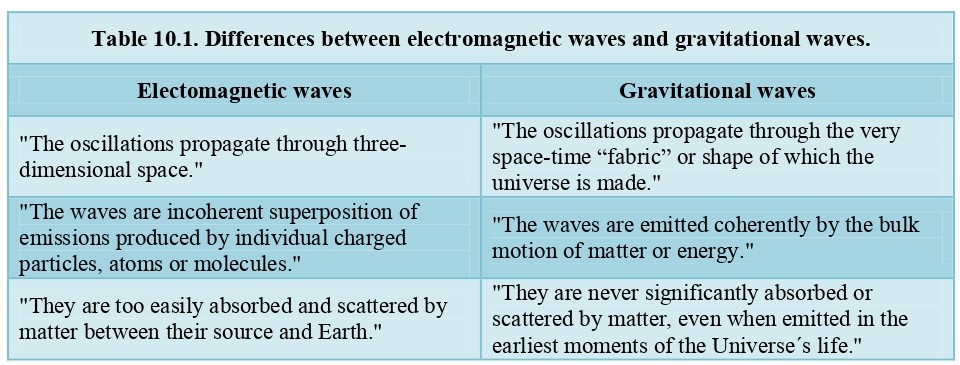 Table 10.1. Differences between electromagnetic waves and gravitational waves.
Electomagnetic waves
Gravitational waves
"The oscillations propagate through three-
dimensional space."
"The oscillations propagate through the very
space-time “fabric” or shape of which the
universe is made."
"The waves are incoherent superposition of
emissions produced by individual charged
particles, atoms or molecules."
"The waves are emitted coherently by the bulk
motion of matter or energy."
"They are too easily absorbed and scattered by
matter between their source and Earth."
"They are never significantly absorbed or
scattered by matter, even when emitted in the
earliest moments of the Universe´s life."